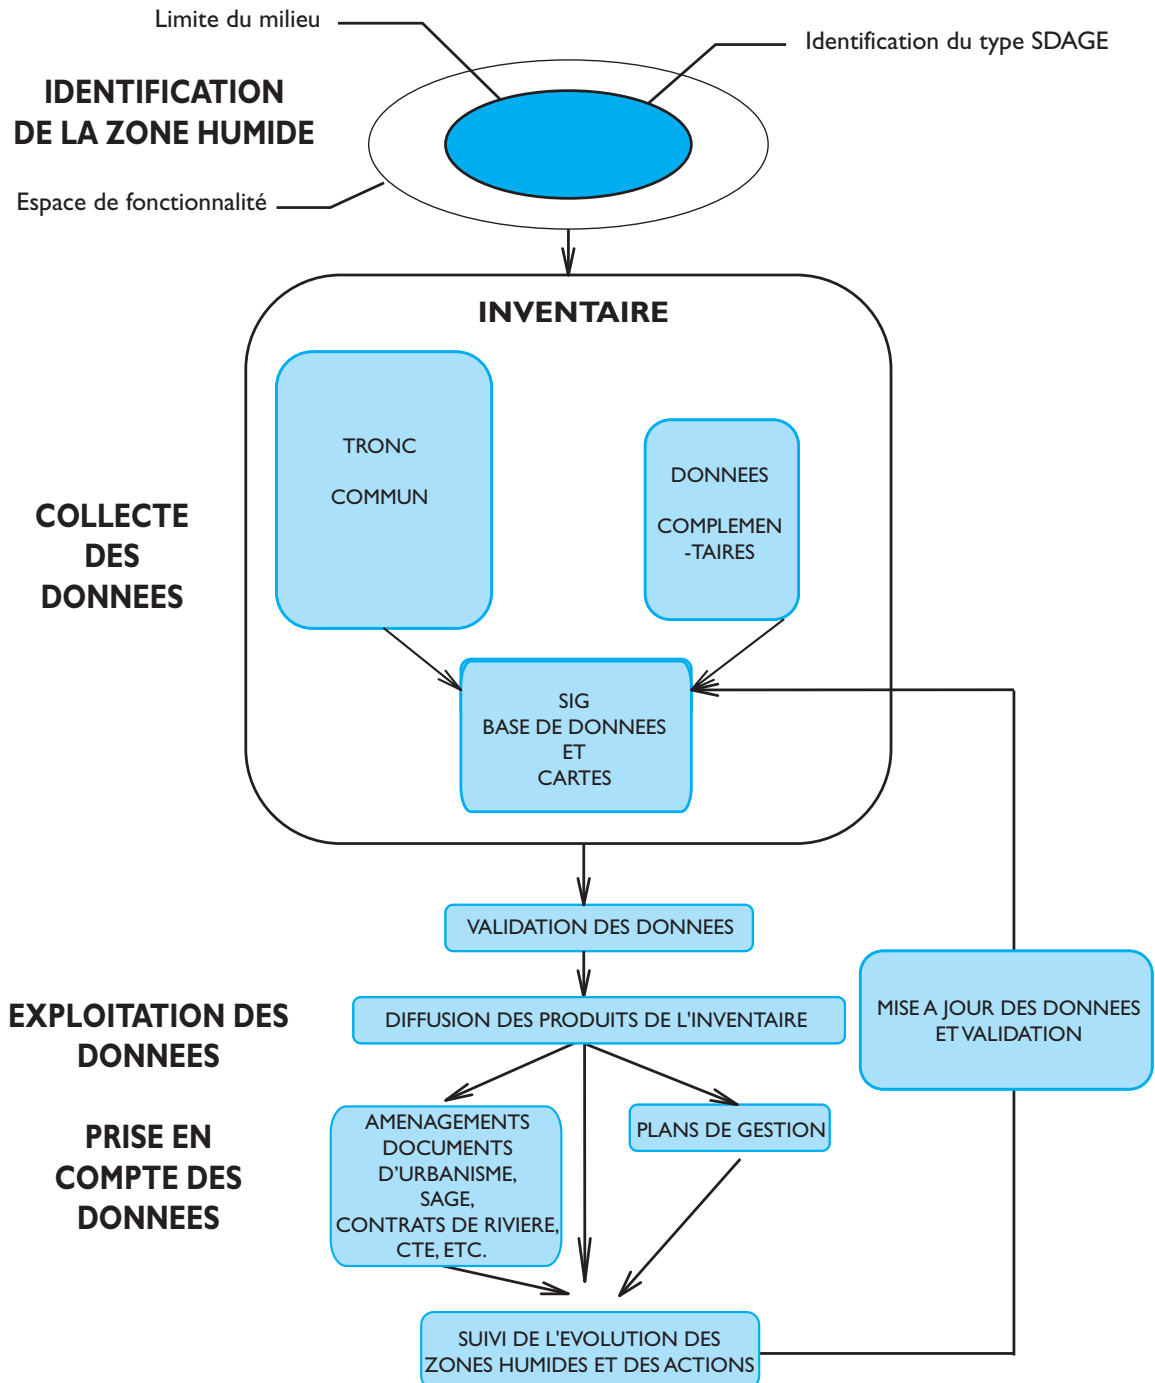 Limite du milieu
Identification du type SDAGE
IDENTIFICATION
DE LA ZONE HUMIDE
Espace de fonctionnalité
INVENTAIRE
TRONC
COMMUN
DONNEES
COMPLEMEN
-TAIRES
COLLECTE
DES
DONNEES
SIG
BASE DE DONNEES
ET
CARTES
VALIDATION DES DONNEES
EXPLOITATION DES
DONNEES
DIFFUSION DES PRODUITS DE L'INVENTAIRE
MISE A JOUR DES DONNEES
ET VALIDATION
PRISE EN
COMPTE DES
DONNEES
AMENAGEMENTS
DOCUMENTS
D’URBANISME,
SAGE,
CONTRATS DE RIVIERE,
CTE, ETC.
PLANS DE GESTION
SUIVI DE L'EVOLUTION DES
ZONES HUMIDES ET DES ACTIONS